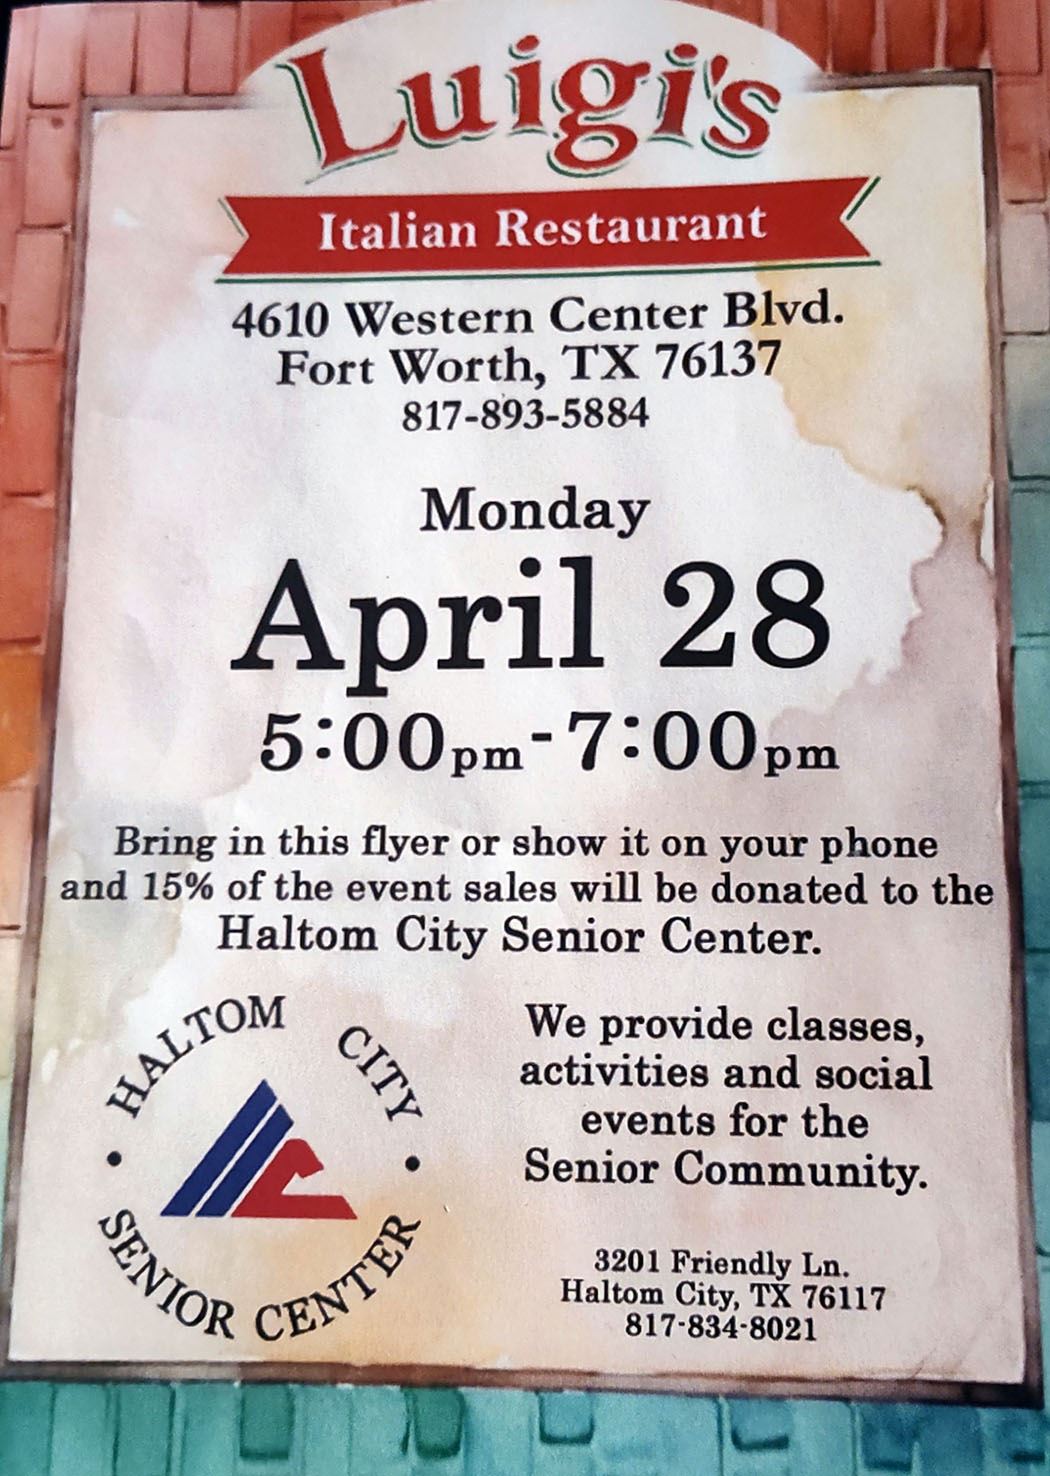 Luigi's
Italian Restaurant
4610 Western Center Blvd.
Fort Worth, TX 76137
817-893-5884
Monday
April 28
5:00pm-7:00pm
Bring in this flyer or show it on your phone
and 15% of the event sales will be donated to the
Haltom City Senior Center.
HALTOM CITY
• SENIOR CENTER •
We provide classes,
activities and social
events for the
Senior Community.
3201 Friendly Ln.
Haltom City, TX 76117
817-834-8021